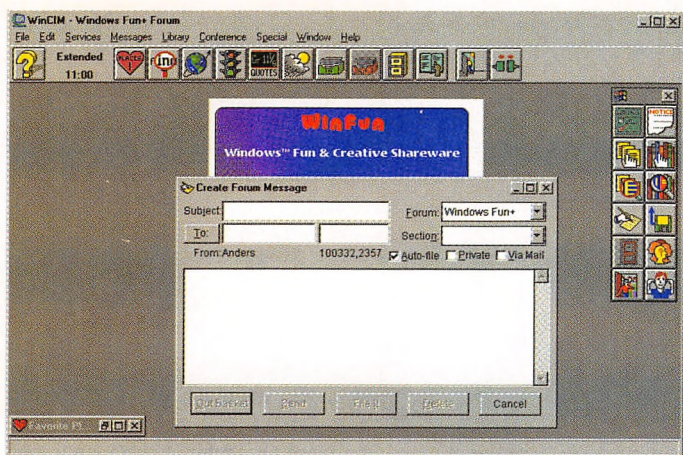 WinCIM - Windows Fun+ Forum
File Edit Services Messages Library Conference Special Window Help
Extended
11:00
PLACES
QUOTES
NOTICE
WinFun
Windows™ Fun & Creative Shareware
Create Forum Message
Subject:
Forum: Windows Fun+
To:
Section:
From: Anders 100332,2357 Auto-file Private Via Mail
Out basket Send File It Delete Cancel
Favorite Pl...